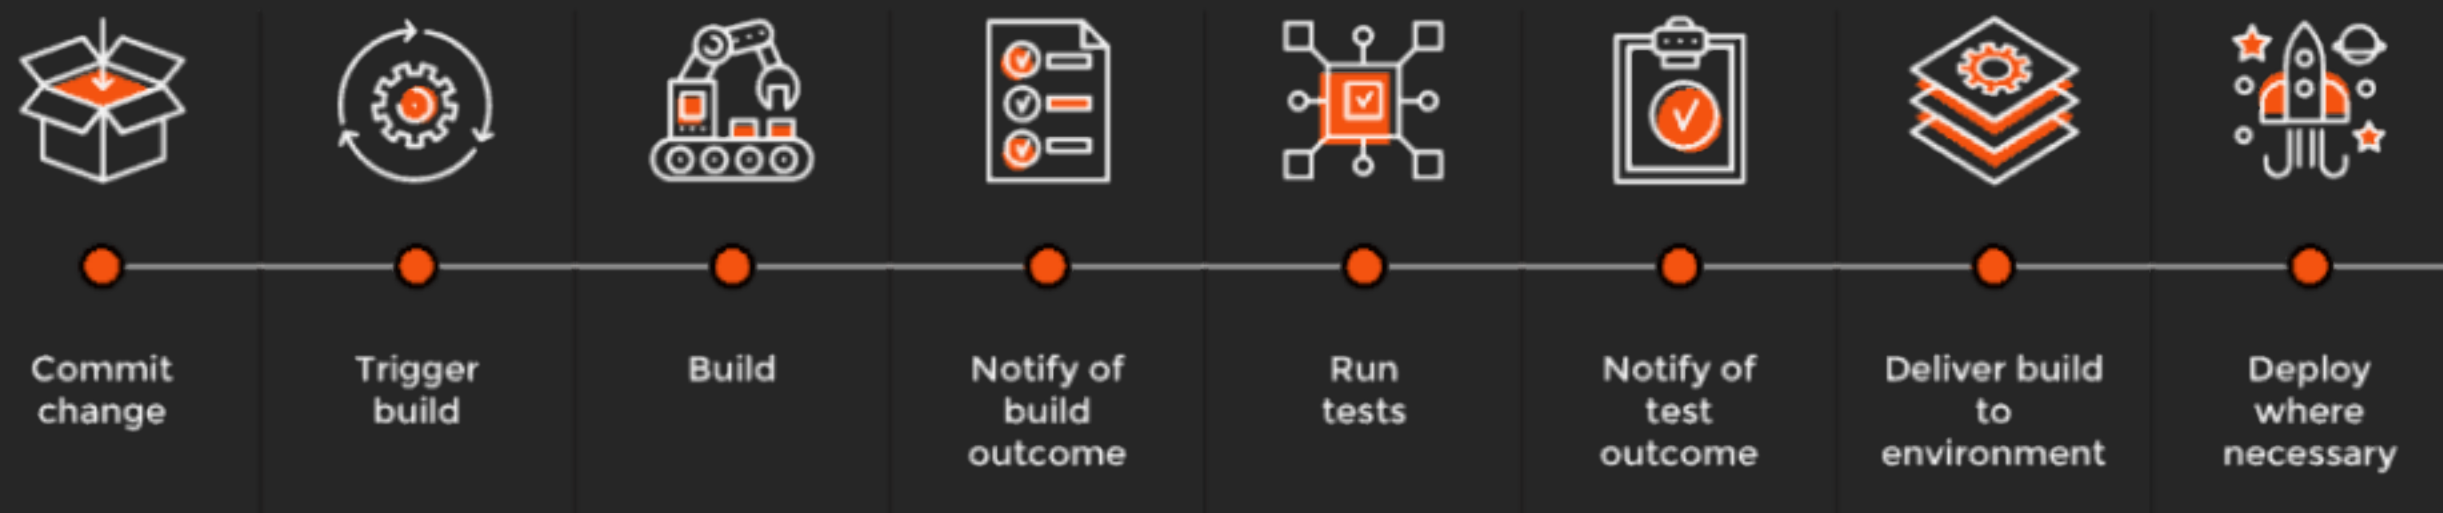 Commit
change
Trigger
build
Build
Notify of
build
outcome
Run
tests
Notify of
test
outcome
Deliver build
to
environment
Deploy
where
necessary